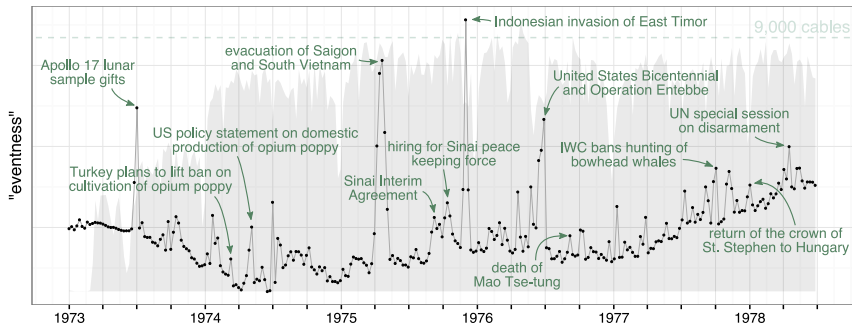 Indonesian invasion of East Timor
9,000 cables
evacuation of Saigon
and South Vietnam
Apollo 17 lunar
sample gifts
United States Bicentennial
and Operation Entebbe
UN special session
on disarmament
US policy statement on domestic
production of opium poppy
hiring for Sinai peace
keeping force
IWC bans hunting of
bowhead whales
Turkey plans to lift ban on
cultivation of opium poppy
Sinai Interim
Agreement
return of the crown of
St. Stephen to Hungary
death of
Mao Tse-tung
"eventness"
1973 1974 1975 1976 1977 1978